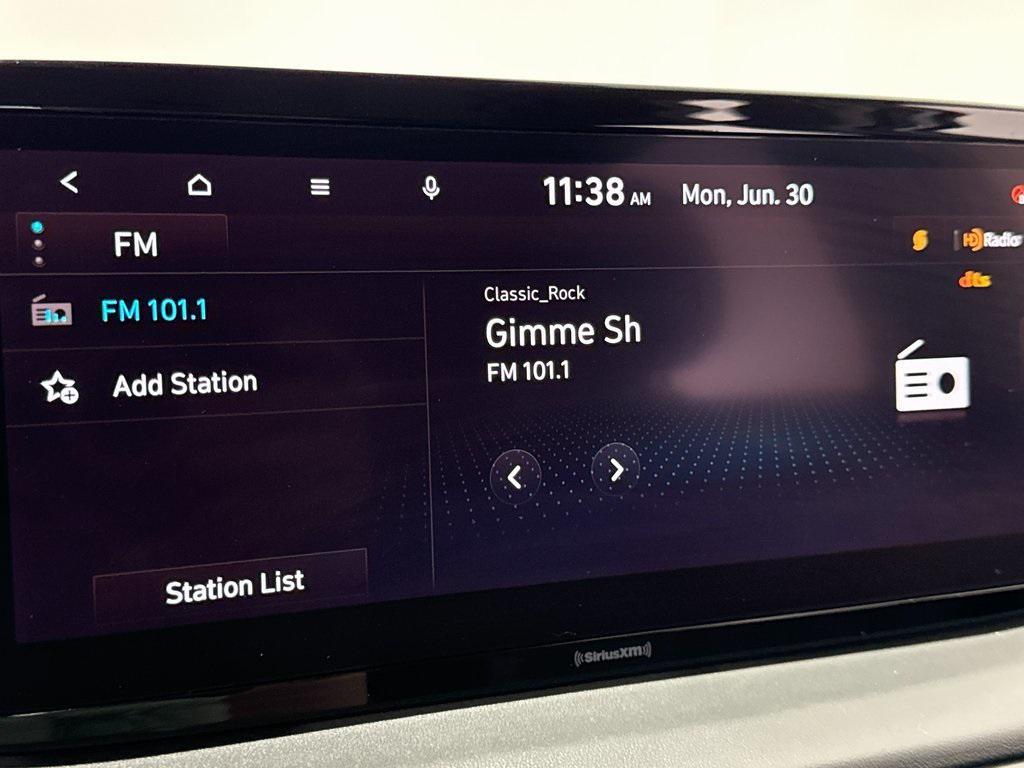 11:38 AM Mon, Jun. 30
FM
HD Radio
dts
FM 101.1
Add Station
Classic_Rock
Gimme Sh
FM 101.1
Station List
((SiriusXM))